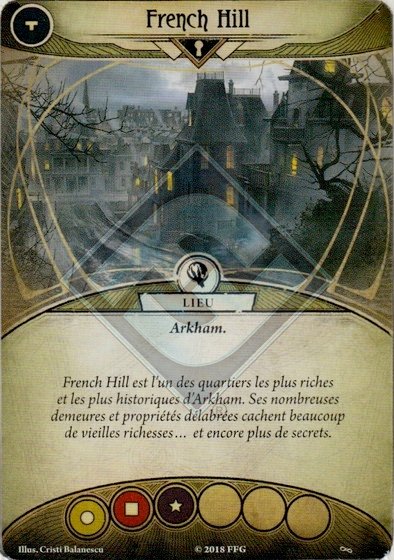 French Hill
LIEU
Arkham.
French Hill est l'un des quartiers les plus riches
et les plus historiques d'Arkham. Ses nombreuses
demeures et propriétés délabrées cachent beaucoup
de vieilles richesses… et encore plus de secrets.
Illus. Cristi Balanescu
© 2018 FFG